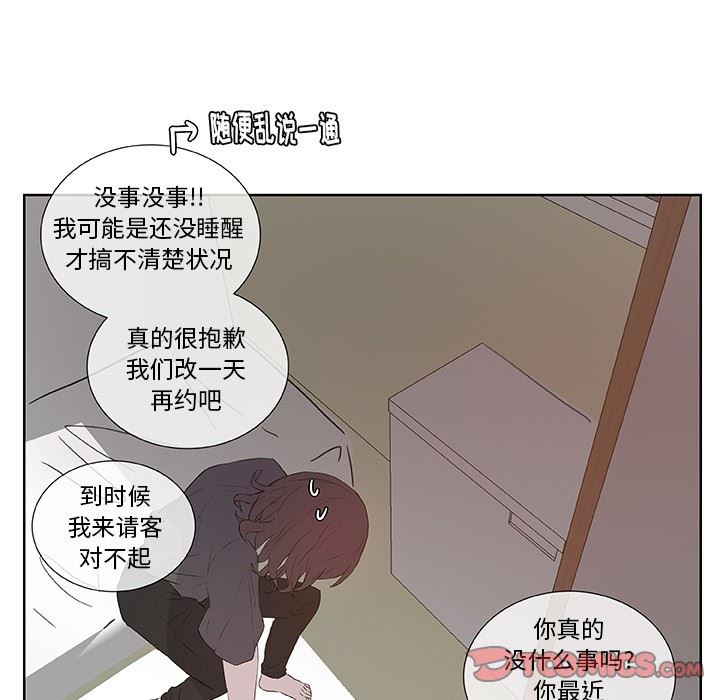 随便乱说一通
没事没事!!
我可能是还没睡醒
才搞不清楚状况
真的很抱歉
我们改一天
再约吧
到时候
我来请客
对不起
你真的
没什么事吗?
你最近
DTCOMICS